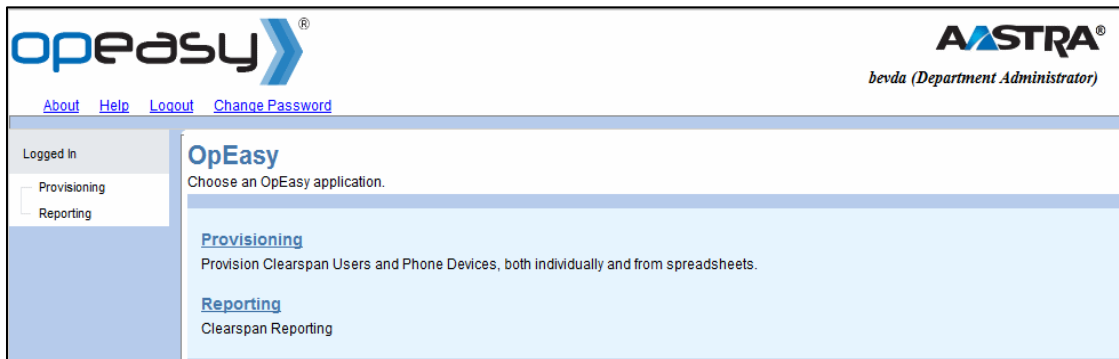 opeasy®
AASTRA®
bevda (Department Administrator)
About Help Logout Change Password
Logged In
Provisioning
Reporting
OpEasy
Choose an OpEasy application.
Provisioning
Provision Clearspan Users and Phone Devices, both individually and from spreadsheets.
Reporting
Clearspan Reporting